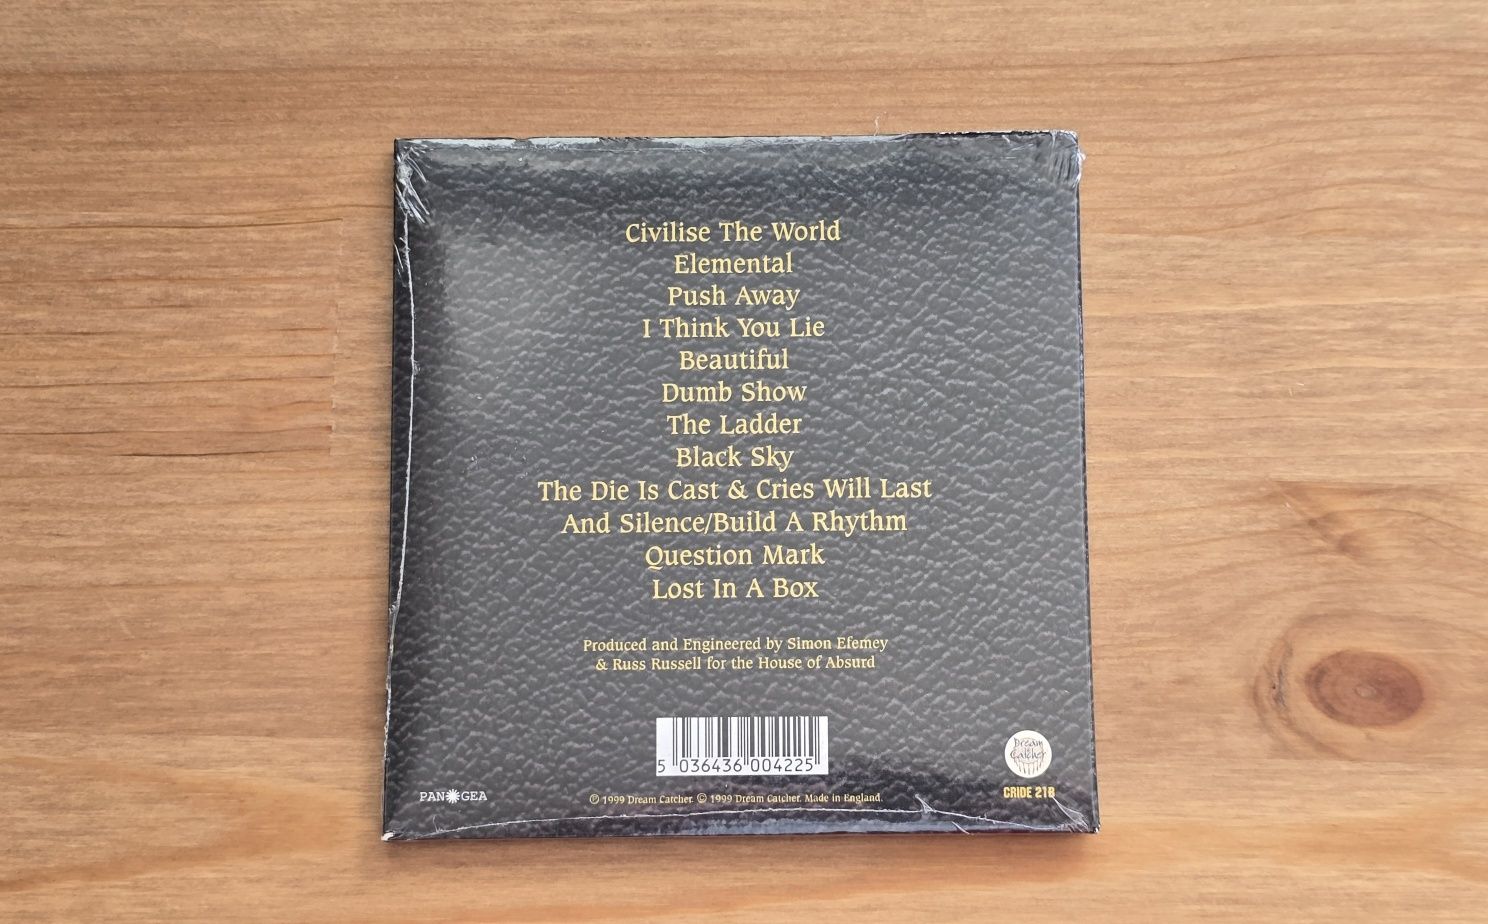 Civilise The World
Elemental
Push Away
I Think You Lie
Beautiful
Dumb Show
The Ladder
Black Sky
The Die Is Cast & Cries Will Last
And Silence/Build A Rhythm
Question Mark
Lost In A Box
Produced and Engineered by Simon Efemey
& Russ Russell for the House of Absurd
5 036436 004225
Dream
Catcher
CRIDE 21B
PANOGEA
℗ 1999 Dream Catcher © 1999 Dream Catcher. Made in England.